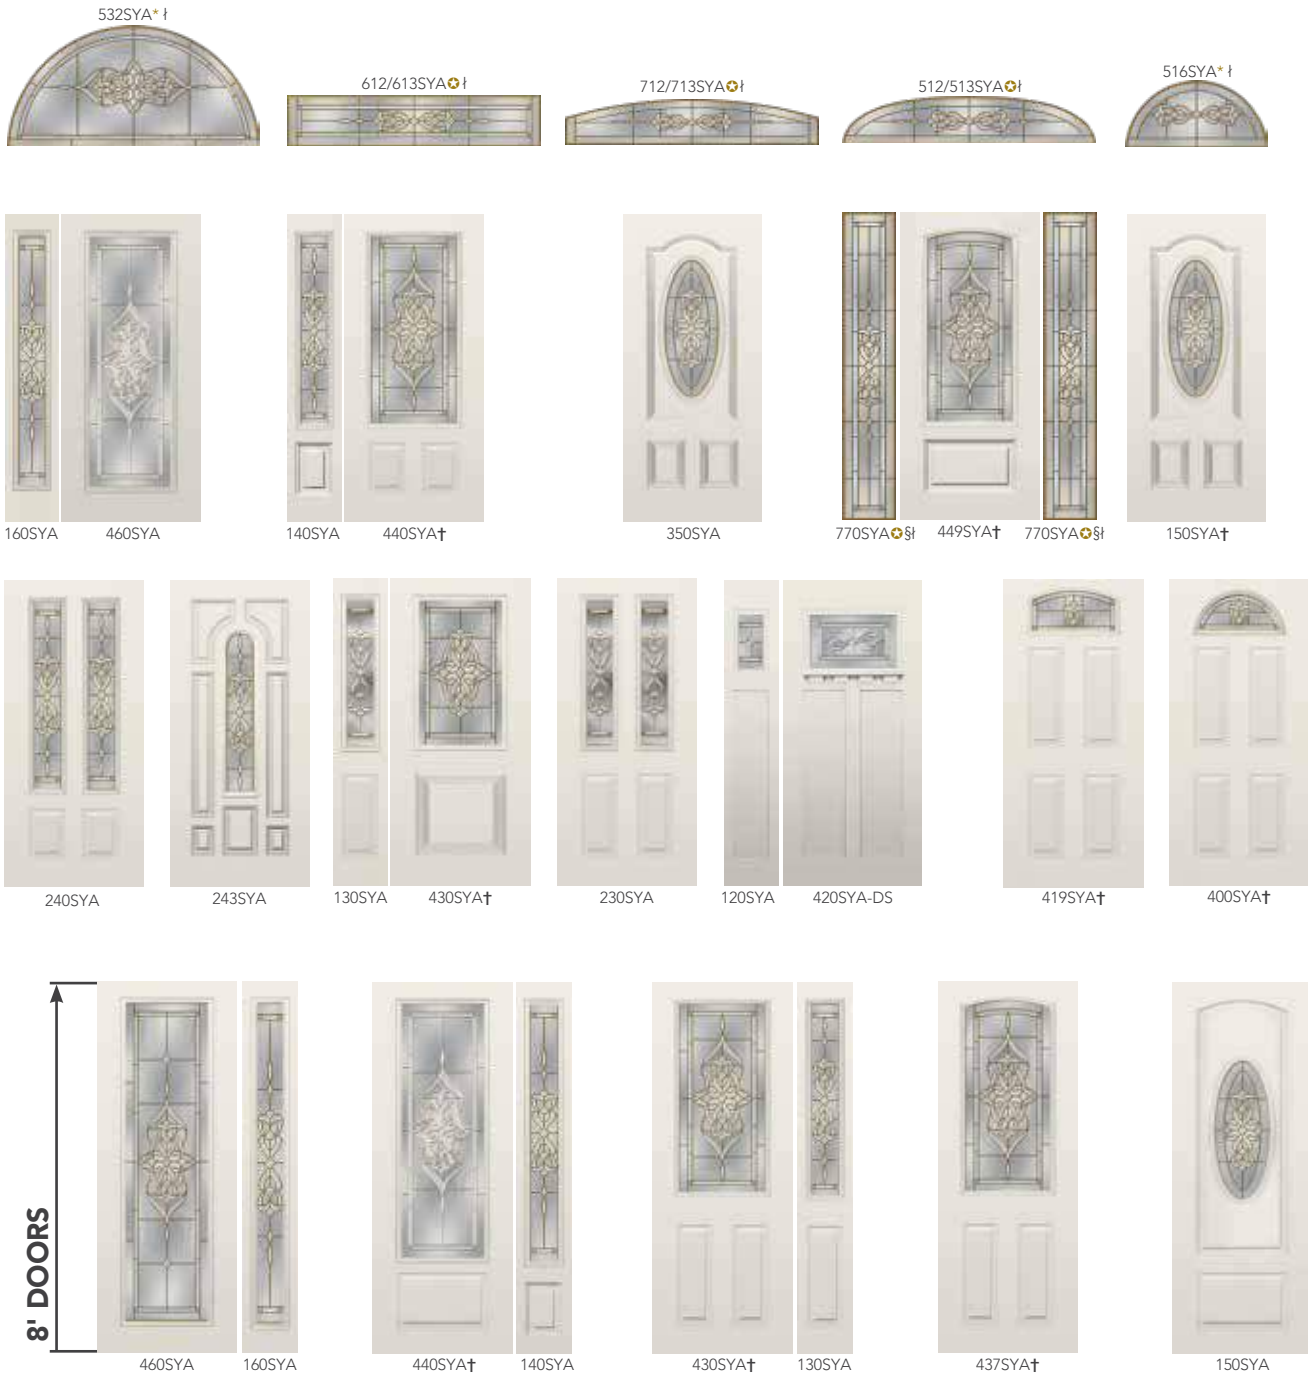 532SYA* ł
612/613SYA✪ ł
712/713SYA✪ł
512/513SYA✪ł
516SYA* ł
160SYA
460SYA
140SYA
440SYA†
350SYA
770SYA✪§ł
449SYA†
770SYA✪§ł
150SYA†
240SYA
243SYA
130SYA
430SYA†
230SYA
120SYA
420SYA-DS
419SYA†
400SYA†
8' DOORS
460SYA
160SYA
440SYA†
140SYA
430SYA†
130SYA
437SYA†
150SYA